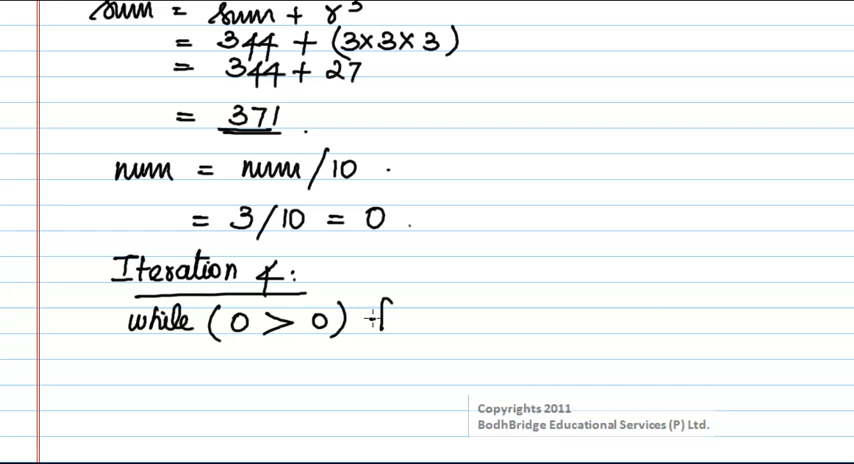 sum = sum + r³
= 344 + (3×3×3)
= 344 + 27
= 371.
num = num/10.
= 3/10 = 0.
Iteration 4:
while (0 > 0)
Copyrights 2011
BodhBridge Educational Services (P) Ltd.